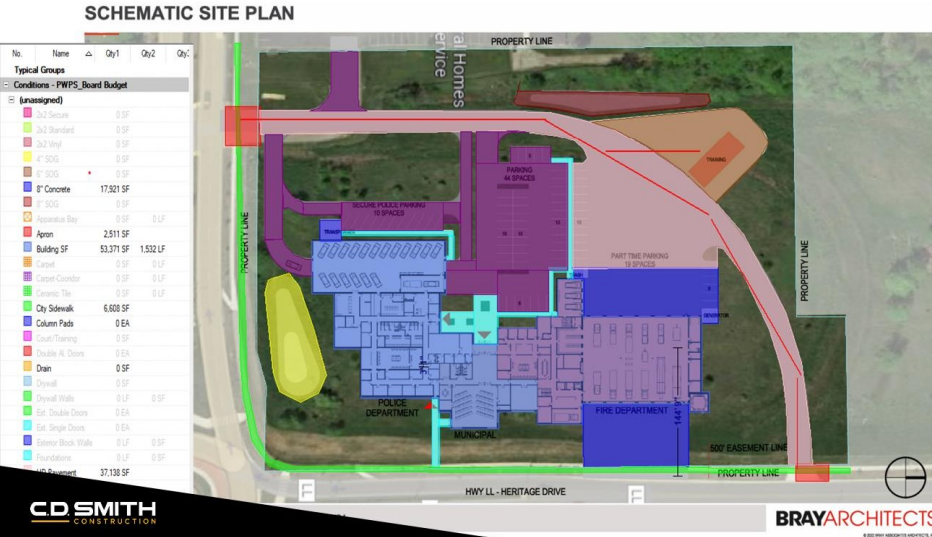 SCHEMATIC SITE PLAN
No. Name Qty1 Qty2 Qty:
Typical Groups
Conditions - PWPS_Board Budget
(unassigned)
2x2 Secure 0 SF
2x2 Standard 0 SF
2x2 Vinyl 0 SF
4" SOG 0 SF
6" SOG 0 SF
8" Concrete 17,921 SF
8" SOG 0 SF
Apparatus Bay 0 SF 0 LF
Apron 2,511 SF
Building SF 53,371 SF 1,532 LF
Carpet 0 SF 0 LF
Carpet-Cooridor 0 SF 0 LF
Ceramic Tile 0 SF 0 LF
City Sidewalk 6,608 SF
Column Pads 0 EA
Court/Training 0 SF
Double Al. Doors 0 EA
Drain 0 SF
Drywall 0 SF
Drywall Walls 0 LF 0 SF
Ext. Double Doors 0 EA
Ext. Single Doors 0 EA
Exterior Block Walls 0 LF 0 SF
Foundations 0 LF 0 SF
HD Pavement 37,138 SF
PROPERTY LINE
al Homes
ervice
TRAINING
PARKING
44 SPACES
SECURE POLICE PARKING
10 SPACES
PROPERTY LINE
PART TIME PARKING
19 SPACES
PROPERTY LINE
GENERATOR
POLICE
DEPARTMENT
MUNICIPAL
FIRE DEPARTMENT
144' 9"
500' EASEMENT LINE
PROPERTY LINE
HWY LL - HERITAGE DRIVE
C.D. SMITH
CONSTRUCTION
BRAYARCHITECTS